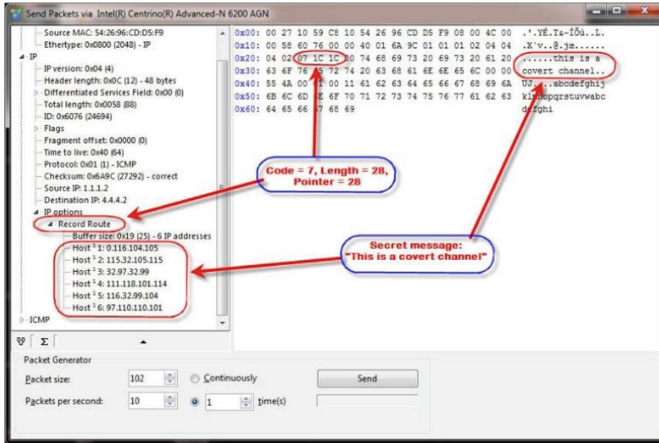 Send Packets via Intel(R) Centrino(R) Advanced-N 6200 AGN
Source MAC: 54:26:96:CD:D5:F9
Ethertype: 0x0800 (2048) - IP
IP
IP version: 0x04 (4)
Header length: 0x0C (12) - 48 bytes
Differentiated Services Field: 0x00 (0)
Total length: 0x0058 (88)
ID: 0x6076 (24694)
Flags
Fragment offset: 0x0000 (0)
Time to live: 0x40 (64)
Protocol: 0x01 (1) - ICMP
Checksum: 0x6A9C (27292) - correct
Source IP: 1.1.1.2
Destination IP: 4.4.4.2
IP options
Record Route
Buffer size: 0x19 (25) - 6 IP addresses
Host 1 1: 0.116.104.105
Host 1 2: 115.32.105.115
Host 1 3: 32.97.32.99
Host 1 4: 111.118.101.114
Host 1 5: 116.32.99.104
Host 1 6: 97.110.110.101
ICMP
0x00: 00 27 10 59 C8 10 54 26 96 CD D5 F9 08 00 4C 00
0x10: 00 58 60 76 00 00 40 01 6A 9C 01 01 01 02 04 04 .X`v..@.jœ......
0x20: 04 02 07 1C 1C 00 74 68 69 73 20 69 73 20 61 20 ......this is a
0x30: 63 6F 76 65 72 74 20 63 68 61 6E 6E 65 6C 00 00 covert channel..
0x40: 55 4A 00 01 00 11 61 62 63 64 65 66 67 68 69 6A UJ....abcdefghij
0x50: 6B 6C 6D 6E 6F 70 71 72 73 74 75 76 77 61 62 63 klmnopqrstuvwabc
0x60: 64 65 66 67 68 69 defghi
Code = 7, Length = 28,
Pointer = 28
Secret message:
"This is a covert channel"
Packet Generator
Packet size: 102 Continuously Send
Packets per second: 10 1 time(s)